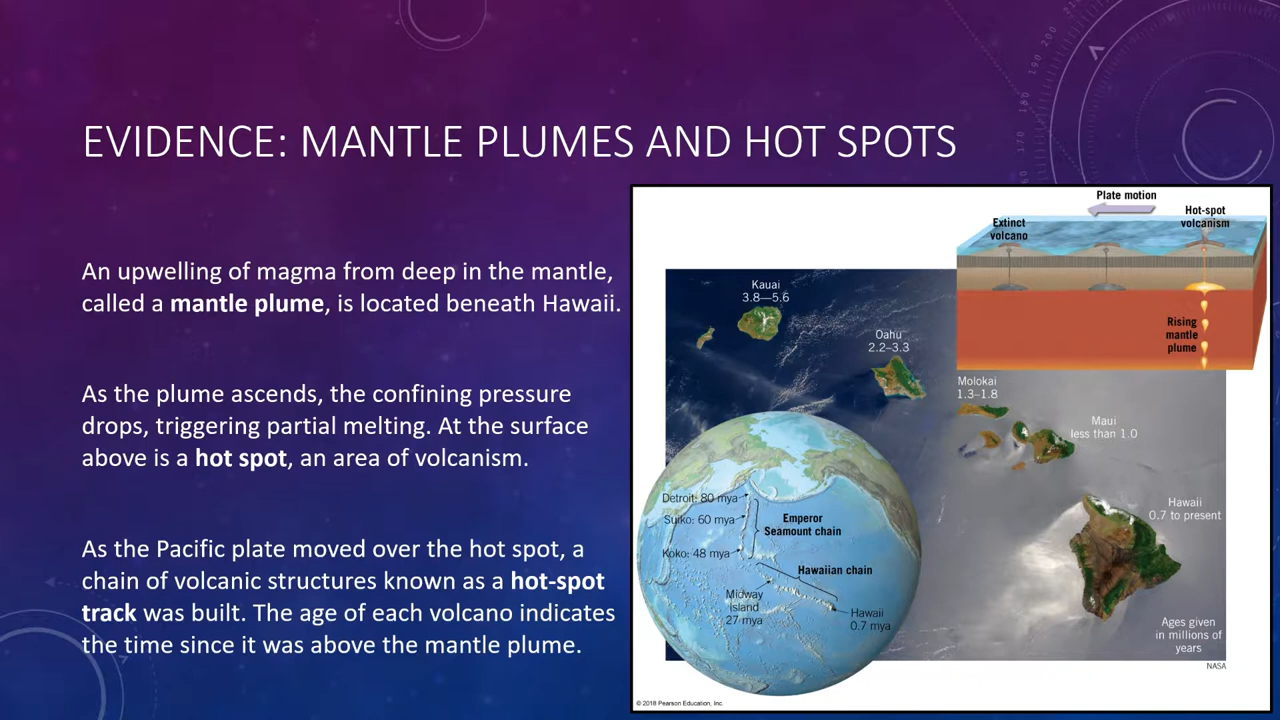 EVIDENCE: MANTLE PLUMES AND HOT SPOTS
An upwelling of magma from deep in the mantle,
called a mantle plume, is located beneath Hawaii.
As the plume ascends, the confining pressure
drops, triggering partial melting. At the surface
above is a hot spot, an area of volcanism.
As the Pacific plate moved over the hot spot, a
chain of volcanic structures known as a hot-spot
track was built. The age of each volcano indicates
the time since it was above the mantle plume.
Plate motion
Extinct
volcano
Hot-spot
volcanism
Rising
mantle
plume
Kauai
3.8—5.6
Oahu
2.2–3.3
Molokai
1.3–1.8
Maui
less than 1.0
Hawaii
0.7 to present
Detroit: 80 mya
Suiko: 60 mya
Koko: 48 mya
Emperor
Seamount chain
Hawaiian chain
Midway
Island
27 mya
Hawaii
0.7 mya
Ages given
in millions of
years
NASA
© 2018 Pearson Education, Inc.
200
190
180
170